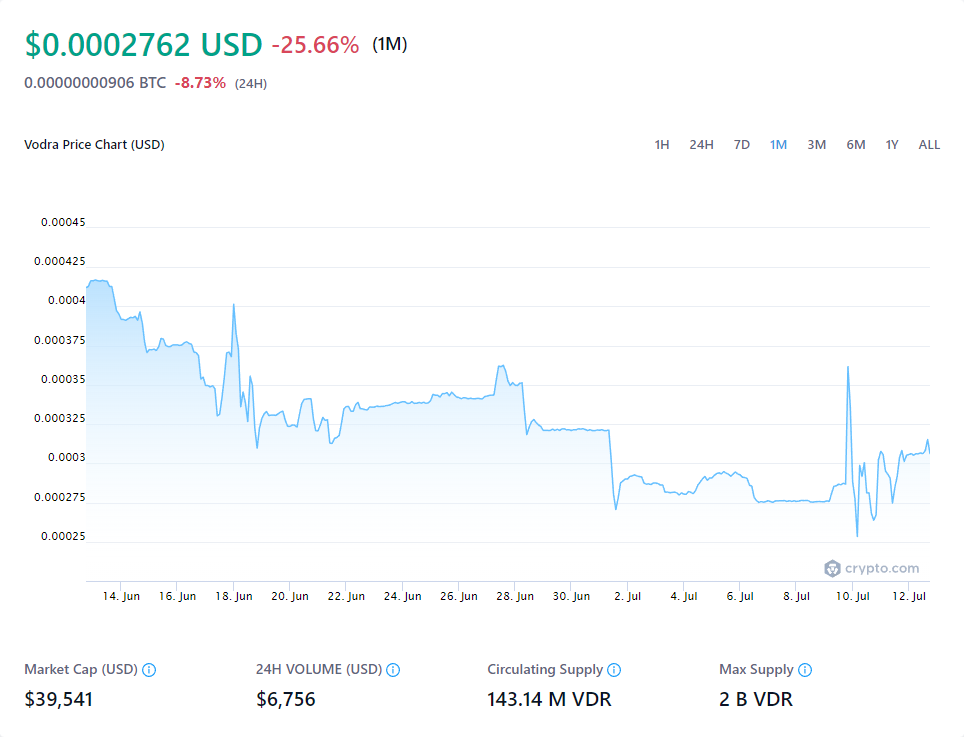 $0.0002762 USD -25.66% (1M)
0.00000000906 BTC -8.73% (24H)
Vodra Price Chart (USD) 1H 24H 7D 1M 3M 6M 1Y ALL
0.00045
0.000425
0.0004
0.000375
0.00035
0.000325
0.0003
0.000275
0.00025
crypto.com
14. Jun 16. Jun 18. Jun 20. Jun 22. Jun 24. Jun 26. Jun 28. Jun 30. Jun 2. Jul 4. Jul 6. Jul 8. Jul 10. Jul 12. Jul
Market Cap (USD) 24H VOLUME (USD) Circulating Supply Max Supply
$39,541 $6,756 143.14 M VDR 2 B VDR